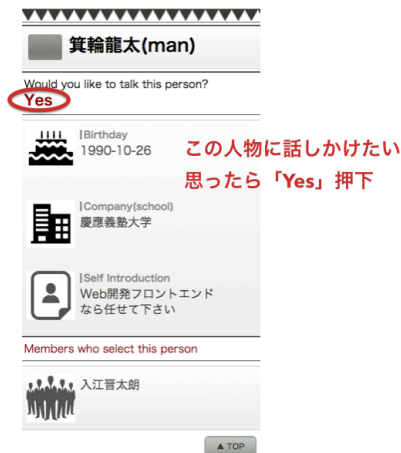 箕輪龍太(man)
Would you like to talk this person?
Yes
|Birthday
1990-10-26
この人物に話しかけたい
思ったら「Yes」押下
|Company(school)
慶應義塾大学
|Self Introduction
Web開発フロントエンド
なら任せて下さい
Members who select this person
入江晋太朗
▲ TOP